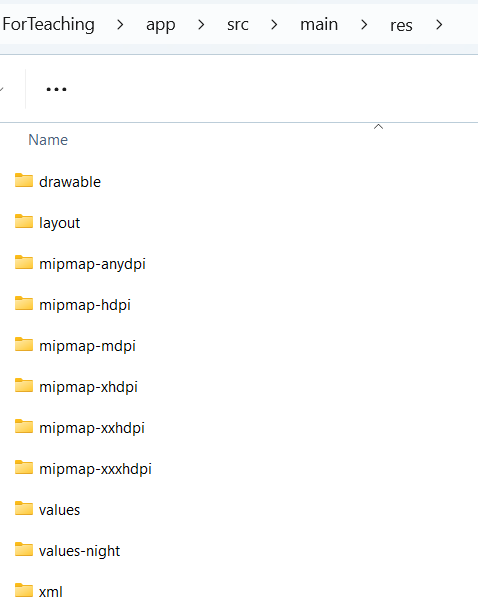 ForTeaching > app > src > main > res >
...
Name
drawable
layout
mipmap-anydpi
mipmap-hdpi
mipmap-mdpi
mipmap-xhdpi
mipmap-xxhdpi
mipmap-xxxhdpi
values
values-night
xml